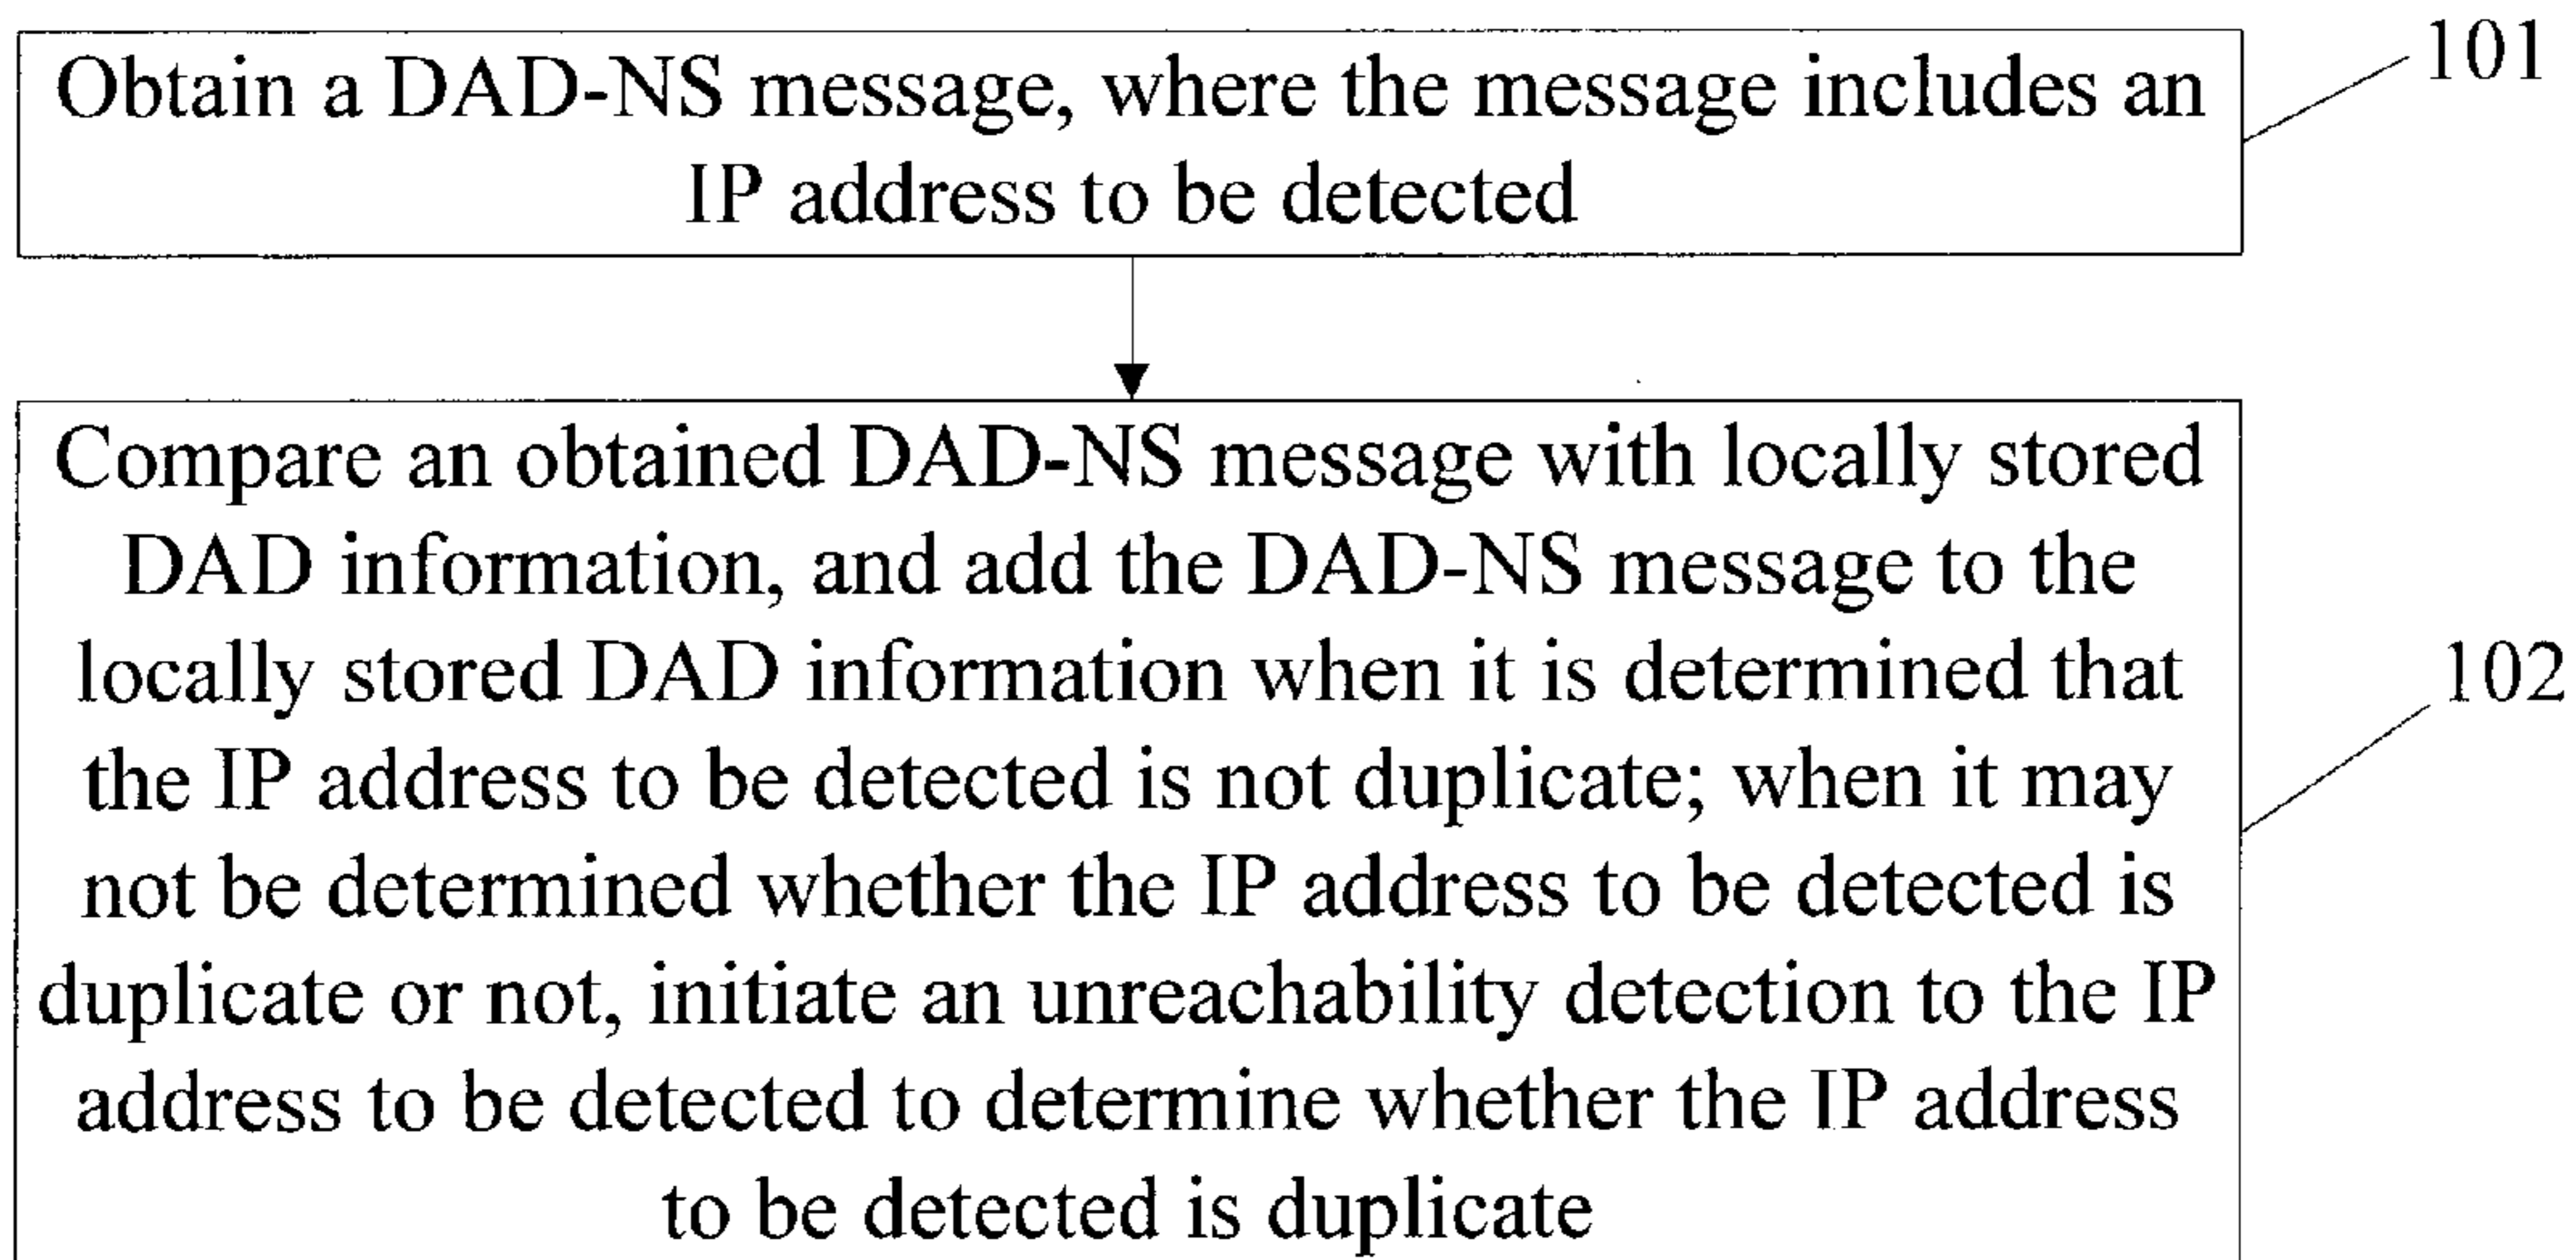 Obtain a DAD-NS message, where the message includes an
IP address to be detected
101
Compare an obtained DAD-NS message with locally stored
DAD information, and add the DAD-NS message to the
locally stored DAD information when it is determined that
the IP address to be detected is not duplicate; when it may
not be determined whether the IP address to be detected is
duplicate or not, initiate an unreachability detection to the IP
address to be detected to determine whether the IP address
to be detected is duplicate
102